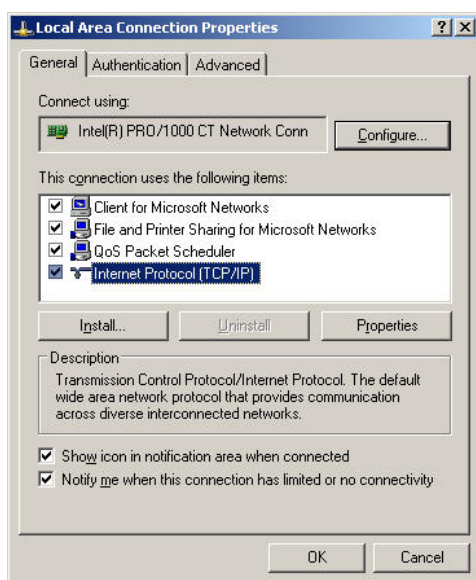 Local Area Connection Properties
General Authentication Advanced
Connect using:
Intel(R) PRO/1000 CT Network Conn Configure...
This connection uses the following items:
Client for Microsoft Networks
File and Printer Sharing for Microsoft Networks
QoS Packet Scheduler
Internet Protocol (TCP/IP)
Install... Uninstall Properties
Description
Transmission Control Protocol/Internet Protocol. The default
wide area network protocol that provides communication
across diverse interconnected networks.
Show icon in notification area when connected
Notify me when this connection has limited or no connectivity
OK Cancel